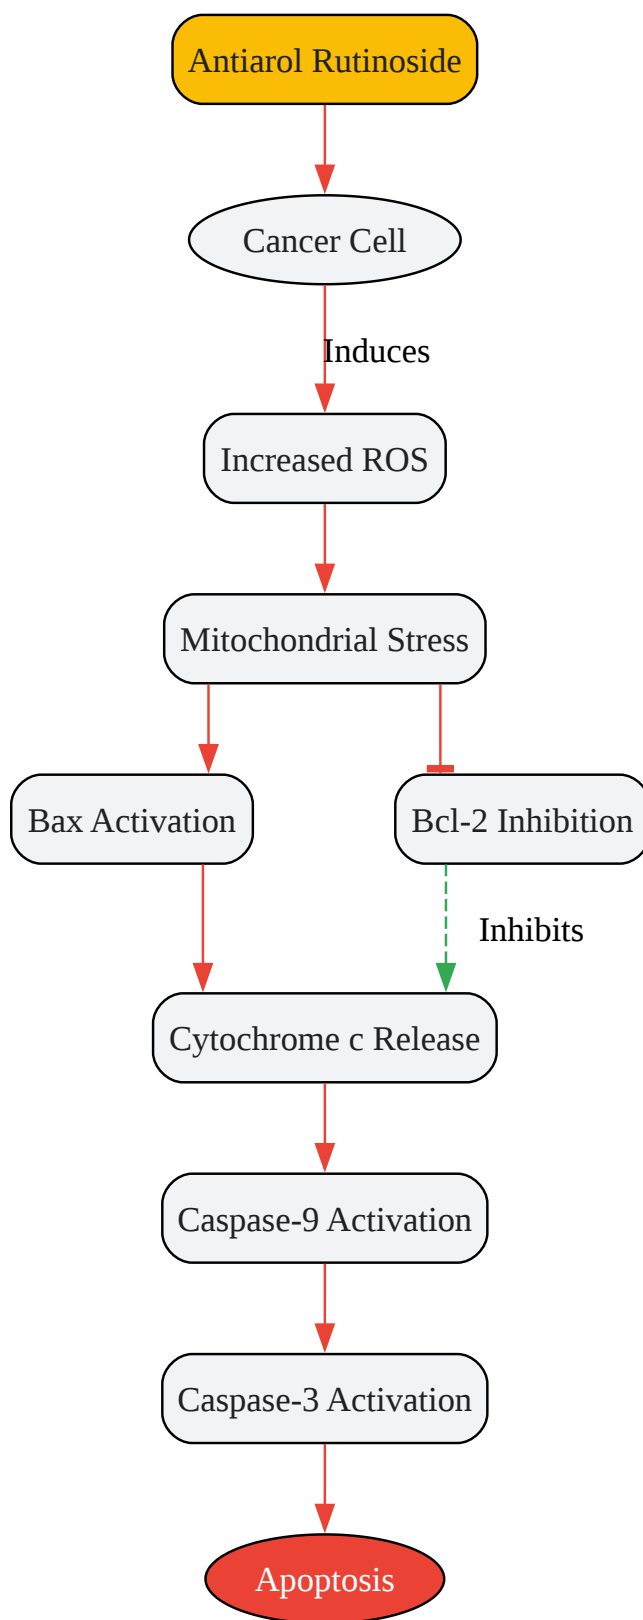 Antiarol Rutinoside
Cancer Cell
Induces
Increased ROS
Mitochondrial Stress
Bax Activation
Bcl-2 Inhibition
Inhibits
Cytochrome c Release
Caspase-9 Activation
Caspase-3 Activation
Apoptosis